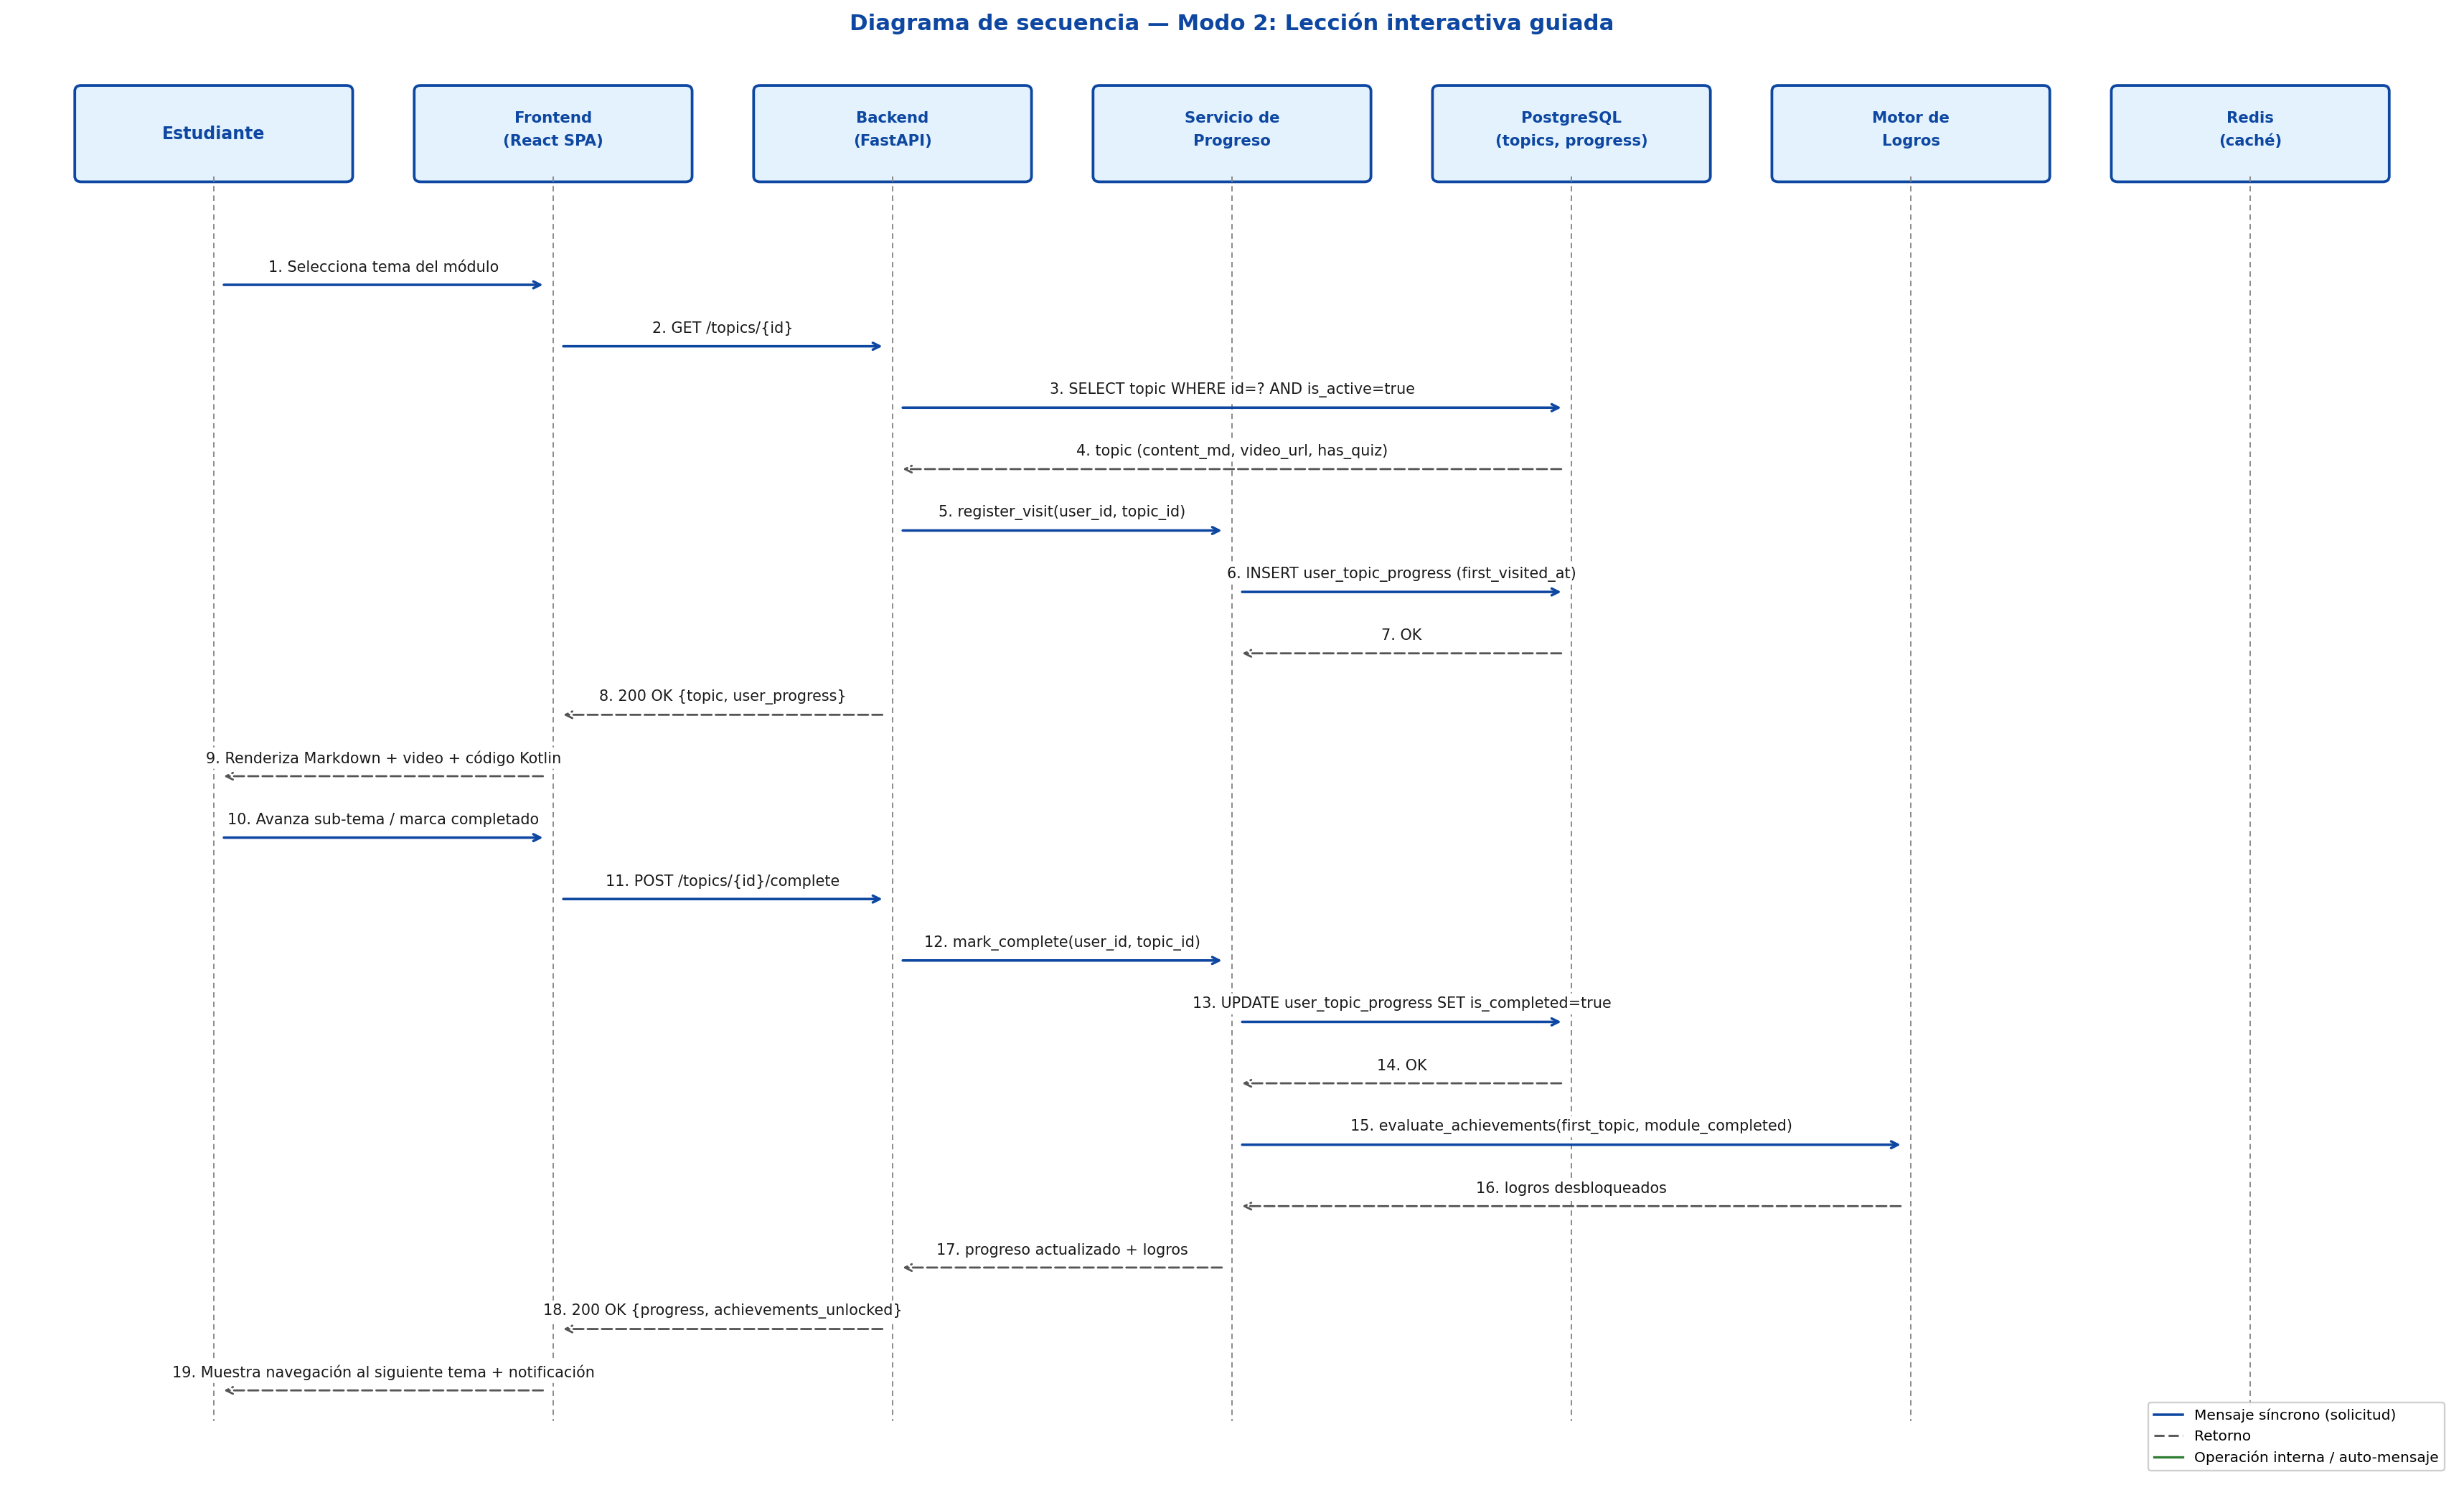 Diagrama de secuencia — Modo 2: Lección interactiva guiada
Estudiante
Frontend
(React SPA)
Backend
(FastAPI)
Servicio de
Progreso
PostgreSQL
(topics, progress)
Motor de
Logros
Redis
(caché)
1. Selecciona tema del módulo
2. GET /topics/{id}
3. SELECT topic WHERE id=? AND is_active=true
4. topic (content_md, video_url, has_quiz)
5. register_visit(user_id, topic_id)
6. INSERT user_topic_progress (first_visited_at)
7. OK
8. 200 OK {topic, user_progress}
9. Renderiza Markdown + video + código Kotlin
10. Avanza sub-tema / marca completado
11. POST /topics/{id}/complete
12. mark_complete(user_id, topic_id)
13. UPDATE user_topic_progress SET is_completed=true
14. OK
15. evaluate_achievements(first_topic, module_completed)
16. logros desbloqueados
17. progreso actualizado + logros
18. 200 OK {progress, achievements_unlocked}
19. Muestra navegación al siguiente tema + notificación
Mensaje síncrono (solicitud)
Retorno
Operación interna / auto-mensaje